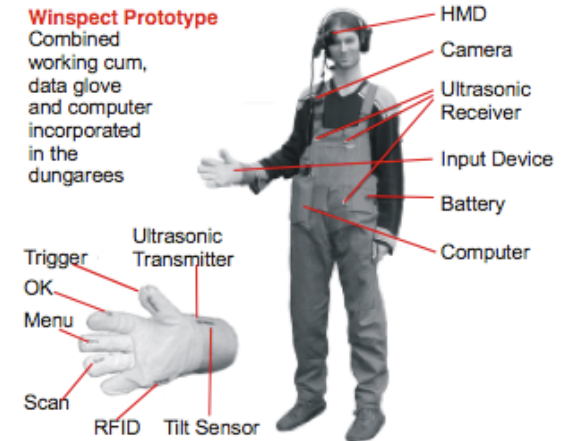 Winspect Prototype
Combined
working cum,
data glove
and computer
incorporated
in the
dungarees
HMD
Camera
Ultrasonic
Receiver
Input Device
Battery
Computer
Ultrasonic
Transmitter
Trigger
OK
Menu
Scan
RFID
Tilt Sensor